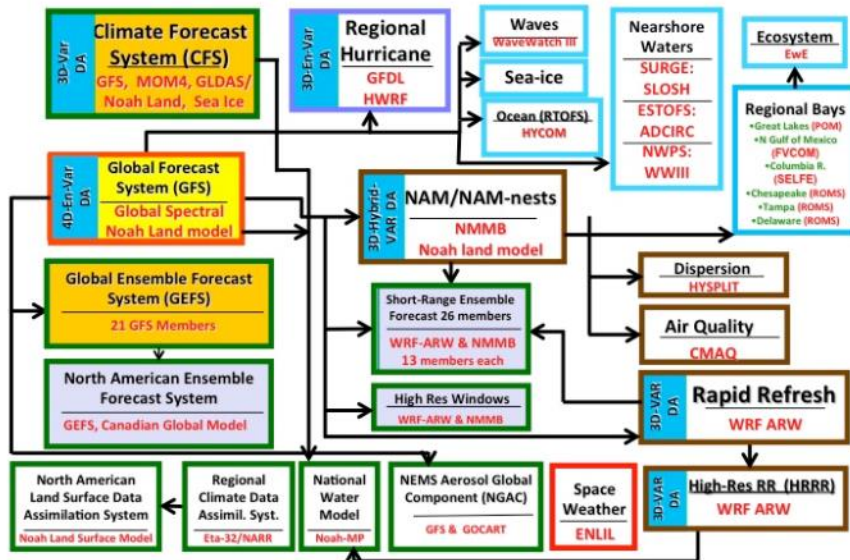 3D-Var
DA
Climate Forecast
System (CFS)
GFS, MOM4, GLDAS/
Noah Land, Sea Ice
3D-En-Var
DA
Regional
Hurricane
GFDL
HWRF
Waves
WaveWatch III
Sea-ice
Ocean (RTOFS)
HYCOM
Nearshore
Waters
SURGE:
SLOSH
ESTOFS:
ADCIRC
NWPS:
WWIII
Ecosystem
EwE
Regional Bays
•Great Lakes (POM)
•N Gulf of Mexico
(FVCOM)
•Columbia R.
(SELFE)
•Chesapeake (ROMS)
•Tampa (ROMS)
•Delaware (ROMS)
4D-En-Var
DA
Global Forecast
System (GFS)
Global Spectral
Noah Land model
3D-Hybrid-
VAR DA
NAM/NAM-nests
NMMB
Noah land model
Global Ensemble Forecast
System (GEFS)
21 GFS Members
Short-Range Ensemble
Forecast 26 members
WRF-ARW & NMMB
13 members each
Dispersion
HYSPLIT
Air Quality
CMAQ
North American Ensemble
Forecast System
GEFS, Canadian Global Model
High Res Windows
WRF-ARW & NMMB
3D-VAR
DA
Rapid Refresh
WRF ARW
North American
Land Surface Data
Assimilation System
Noah Land Surface Model
Regional
Climate Data
Assimil. Syst.
Eta-32/NARR
National
Water
Model
Noah-MP
NEMS Aerosol Global
Component (NGAC)
GFS & GOCART
Space
Weather
ENLIL
3D-VAR
DA
High-Res RR (HRRR)
WRF ARW